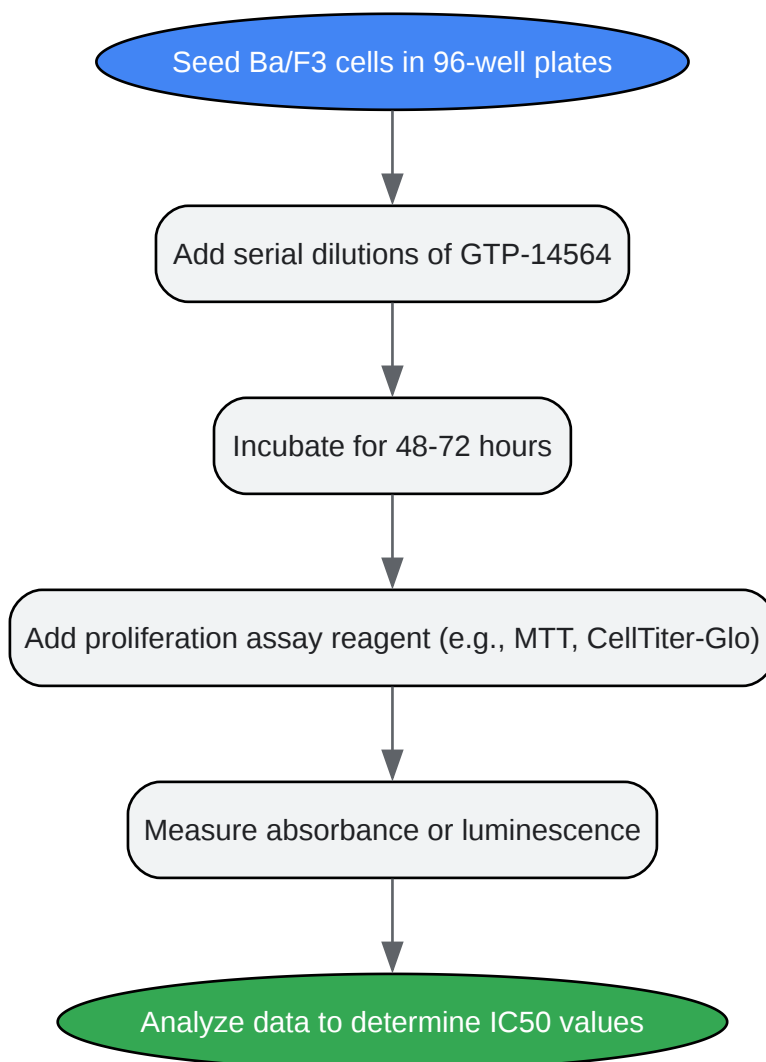 Seed Ba/F3 cells in 96-well plates
Add serial dilutions of GTP-14564
Incubate for 48-72 hours
Add proliferation assay reagent (e.g., MTT, CellTiter-Glo)
Measure absorbance or luminescence
Analyze data to determine IC50 values